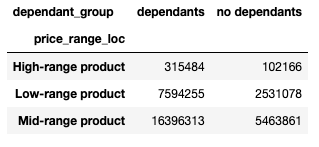 dependant_group dependants no dependants
price_range_loc
High-range product 315484 102166
Low-range product 7594255 2531078
Mid-range product 16396313 5463861